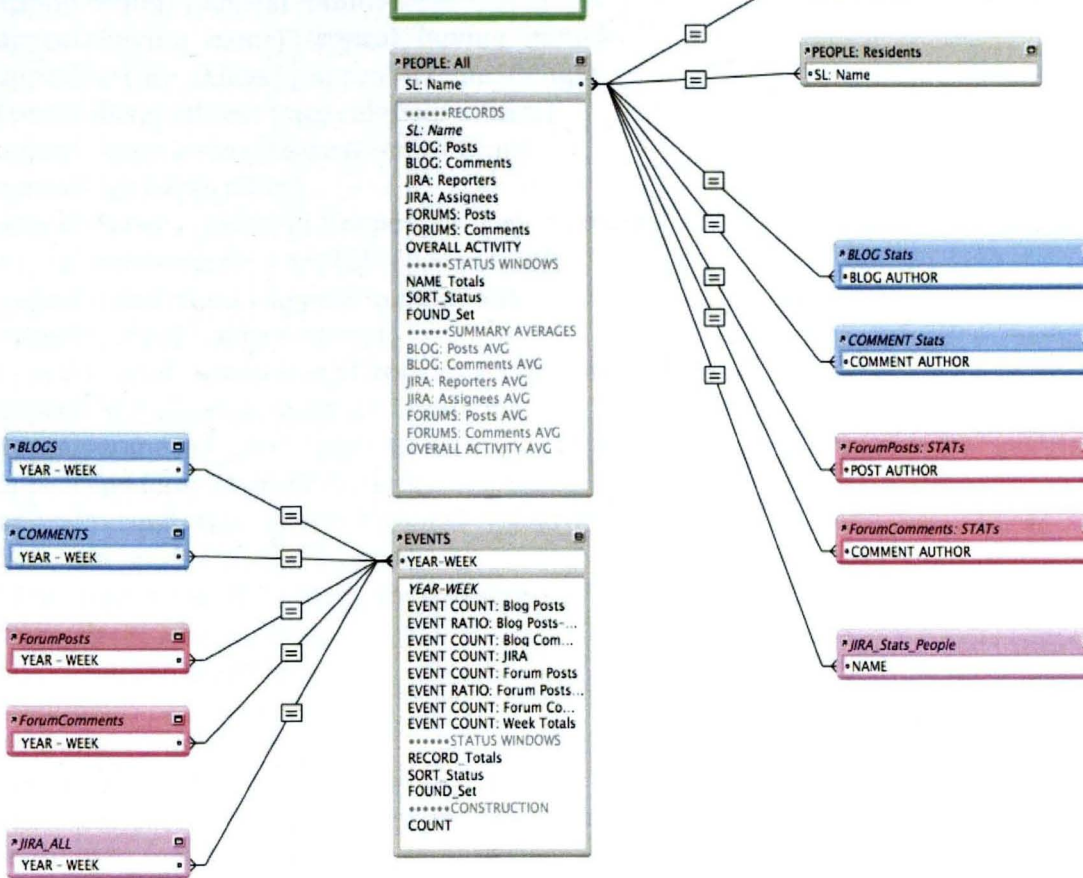 PEOPLE: All
SL: Name
******RECORDS
SL: Name
BLOG: Posts
BLOG: Comments
JIRA: Reporters
JIRA: Assignees
FORUMS: Posts
FORUMS: Comments
OVERALL ACTIVITY
******STATUS WINDOWS
NAME_Totals
SORT_Status
FOUND_Set
******SUMMARY AVERAGES
BLOG: Posts AVG
BLOG: Comments AVG
JIRA: Reporters AVG
JIRA: Assignees AVG
FORUMS: Posts AVG
FORUMS: Comments AVG
OVERALL ACTIVITY AVG
PEOPLE: Residents
SL: Name
BLOG Stats
BLOG AUTHOR
COMMENT Stats
COMMENT AUTHOR
ForumPosts: STATs
POST AUTHOR
ForumComments: STATs
COMMENT AUTHOR
JIRA_Stats_People
NAME
BLOGS
YEAR - WEEK
COMMENTS
YEAR - WEEK
ForumPosts
YEAR - WEEK
ForumComments
YEAR - WEEK
JIRA_ALL
YEAR - WEEK
EVENTS
YEAR-WEEK
YEAR-WEEK
EVENT COUNT: Blog Posts
EVENT RATIO: Blog Posts-...
EVENT COUNT: Blog Com...
EVENT COUNT: JIRA
EVENT COUNT: Forum Posts
EVENT RATIO: Forum Posts...
EVENT COUNT: Forum Co...
EVENT COUNT: Week Totals
******STATUS WINDOWS
RECORD_Totals
SORT_Status
FOUND_Set
******CONSTRUCTION
COUNT